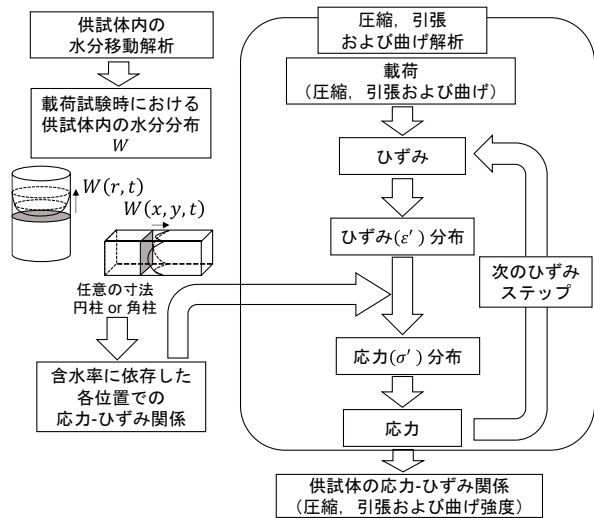 供試体内の
水分移動解析
載荷試験時における
供試体内の水分分布
W
W(r, t)
W(x, y, t)
任意の寸法
円柱 or 角柱
含水率に依存した
各位置での
応力-ひずみ関係
圧縮，引張
および曲げ解析
載荷
（圧縮，引張および曲げ）
ひずみ
ひずみ(ε′) 分布
次のひずみ
ステップ
応力(σ′) 分布
応力
供試体の応力-ひずみ関係
（圧縮，引張および曲げ強度）